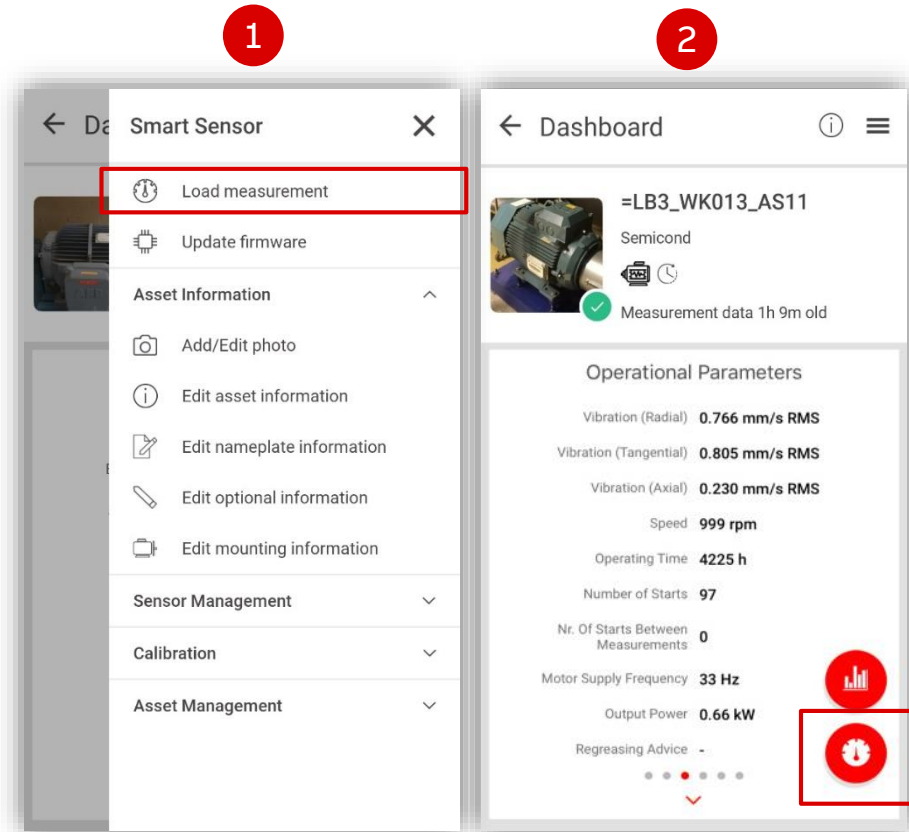 1
2
Da
Smart Sensor
Load measurement
Update firmware
Asset Information
Add/Edit photo
Edit asset information
Edit nameplate information
Edit optional information
Edit mounting information
Sensor Management
Calibration
Asset Management
Dashboard
=LB3_WK013_AS11
Semicond
Measurement data 1h 9m old
Operational Parameters
Vibration (Radial) 0.766 mm/s RMS
Vibration (Tangential) 0.805 mm/s RMS
Vibration (Axial) 0.230 mm/s RMS
Speed 999 rpm
Operating Time 4225 h
Number of Starts 97
Nr. Of Starts Between
Measurements 0
Motor Supply Frequency 33 Hz
Output Power 0.66 kW
Regreasing Advice -